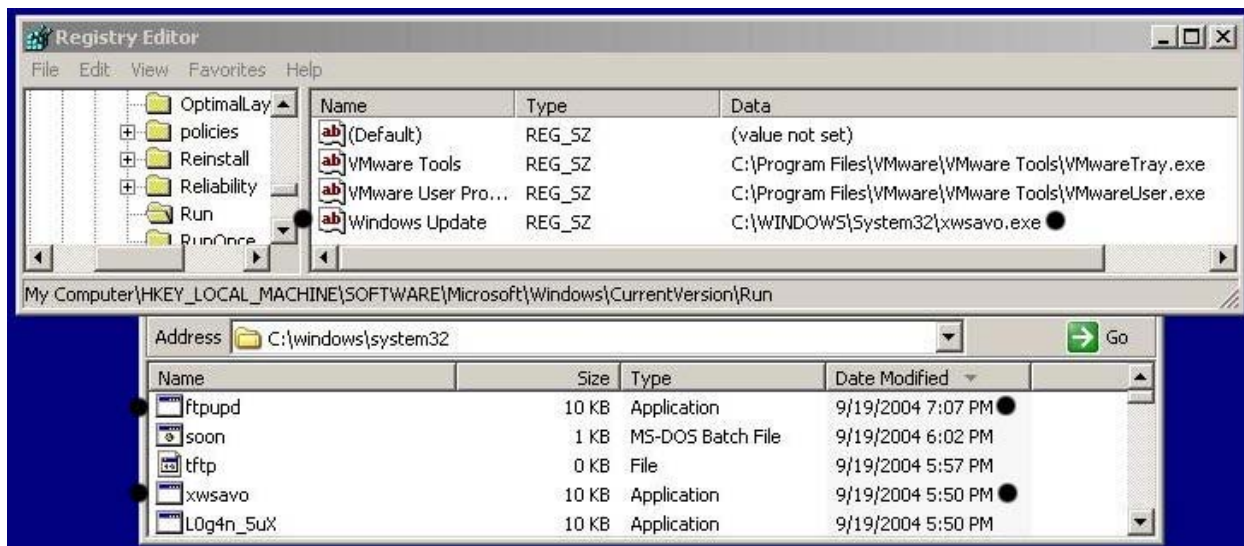 Registry Editor
File Edit View Favorites Help
Name Type Data
OptimalLay
policies
Reinstall
Reliability
Run
RunOnce
(Default) REG_SZ (value not set)
VMware Tools REG_SZ C:\Program Files\VMware\VMware Tools\VMwareTray.exe
VMware User Pro... REG_SZ C:\Program Files\VMware\VMware Tools\VMwareUser.exe
Windows Update REG_SZ C:\WINDOWS\System32\xwsavo.exe
My Computer\HKEY_LOCAL_MACHINE\SOFTWARE\Microsoft\Windows\CurrentVersion\Run
Address C:\windows\system32 Go
Name Size Type Date Modified
ftpupd 10 KB Application 9/19/2004 7:07 PM
soon 1 KB MS-DOS Batch File 9/19/2004 6:02 PM
tftp 0 KB File 9/19/2004 5:57 PM
xwsavo 10 KB Application 9/19/2004 5:50 PM
L0g4n_5uX 10 KB Application 9/19/2004 5:50 PM